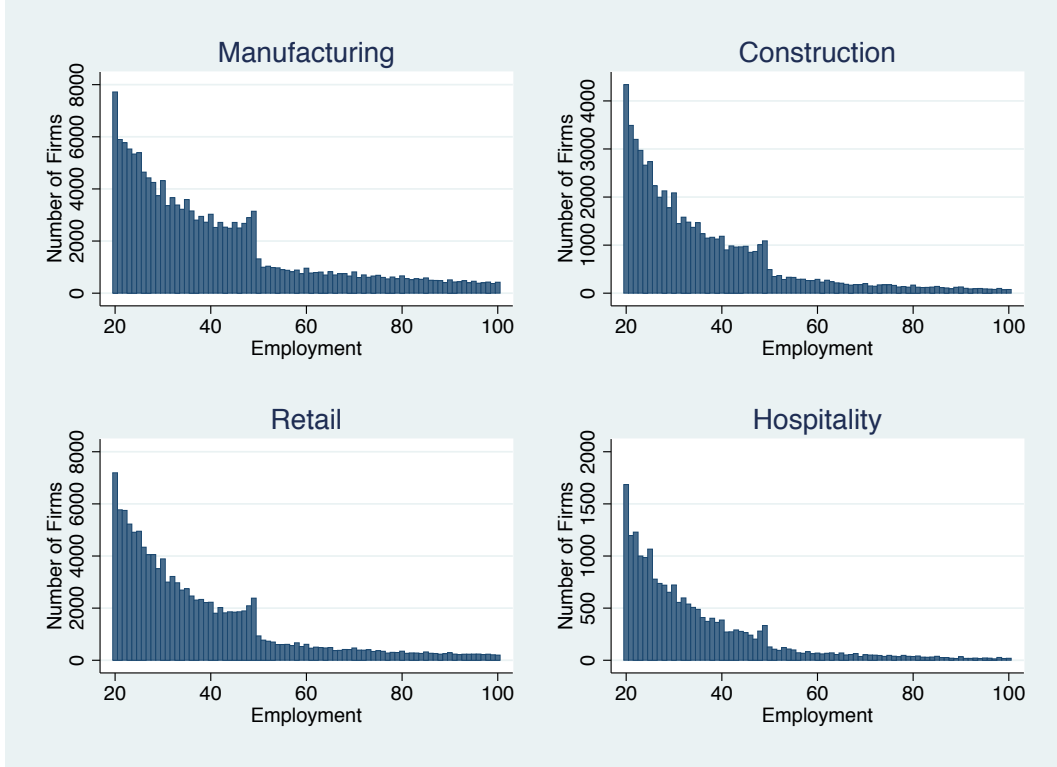 Manufacturing
Number of Firms
0 2000 4000 6000 8000
20 40 60 80 100
Employment
Construction
Number of Firms
0 1000 2000 3000 4000
20 40 60 80 100
Employment
Retail
Number of Firms
0 2000 4000 6000 8000
20 40 60 80 100
Employment
Hospitality
Number of Firms
0 500 1000 1500 2000
20 40 60 80 100
Employment